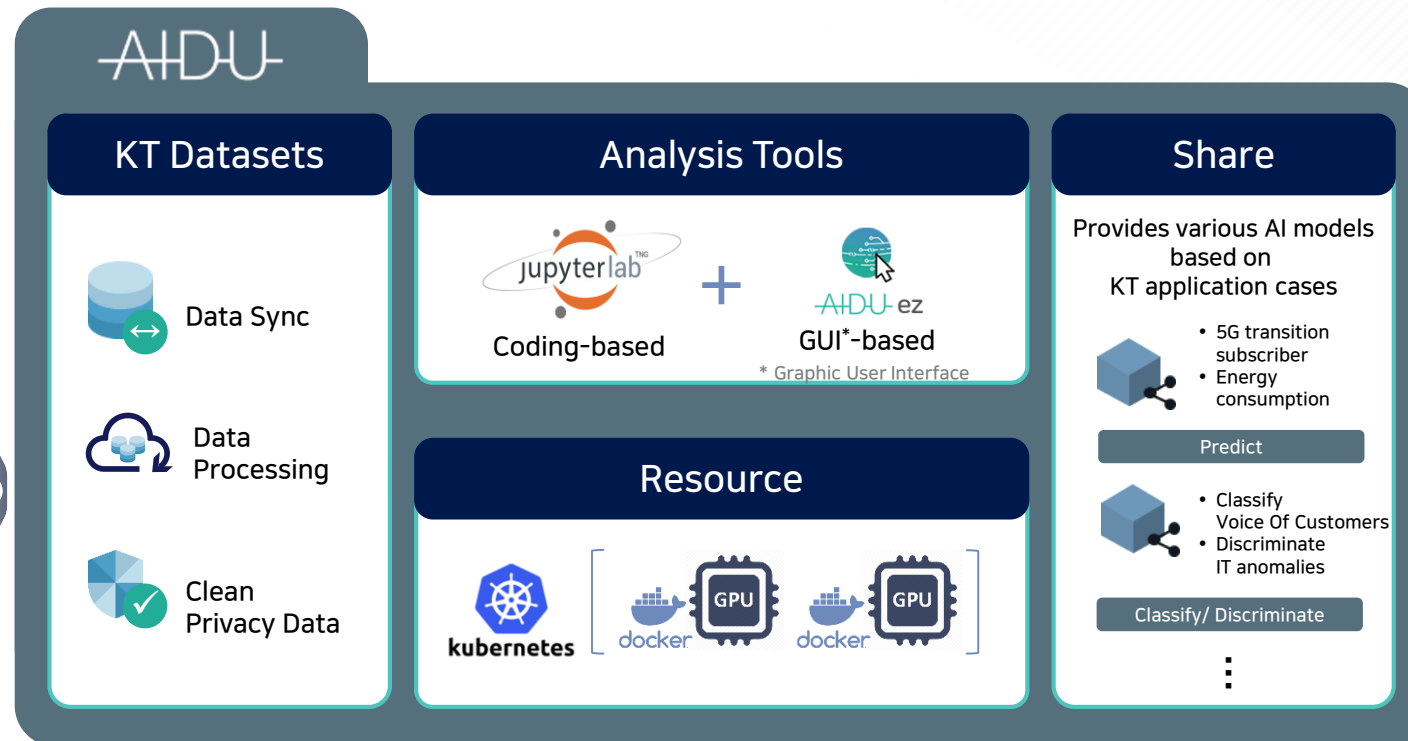 AIDU
KT Datasets
Data Sync
Data
Processing
Clean
Privacy Data
Analysis Tools
jupyterlab TNG
Coding-based
+
AIDU ez
GUI*-based
* Graphic User Interface
Resource
kubernetes
docker
GPU
docker
GPU
Share
Provides various AI models
based on
KT application cases
• 5G transition
subscriber
• Energy
consumption
Predict
• Classify
Voice Of Customers
• Discriminate
IT anomalies
Classify/ Discriminate
⋮